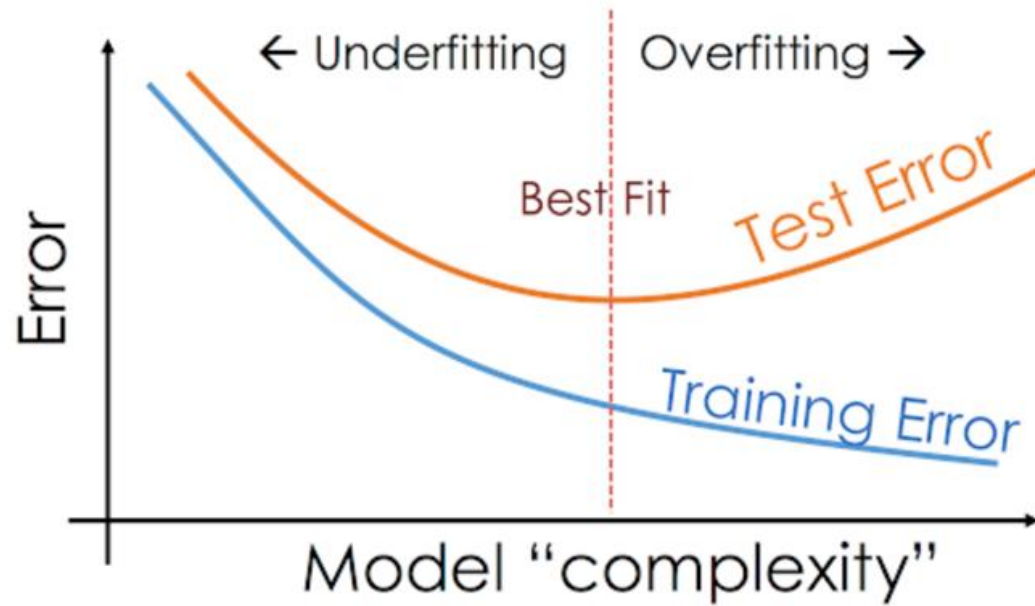 ← Underfitting
Overfitting →
Best Fit
Test Error
Training Error
Error
Model “complexity”